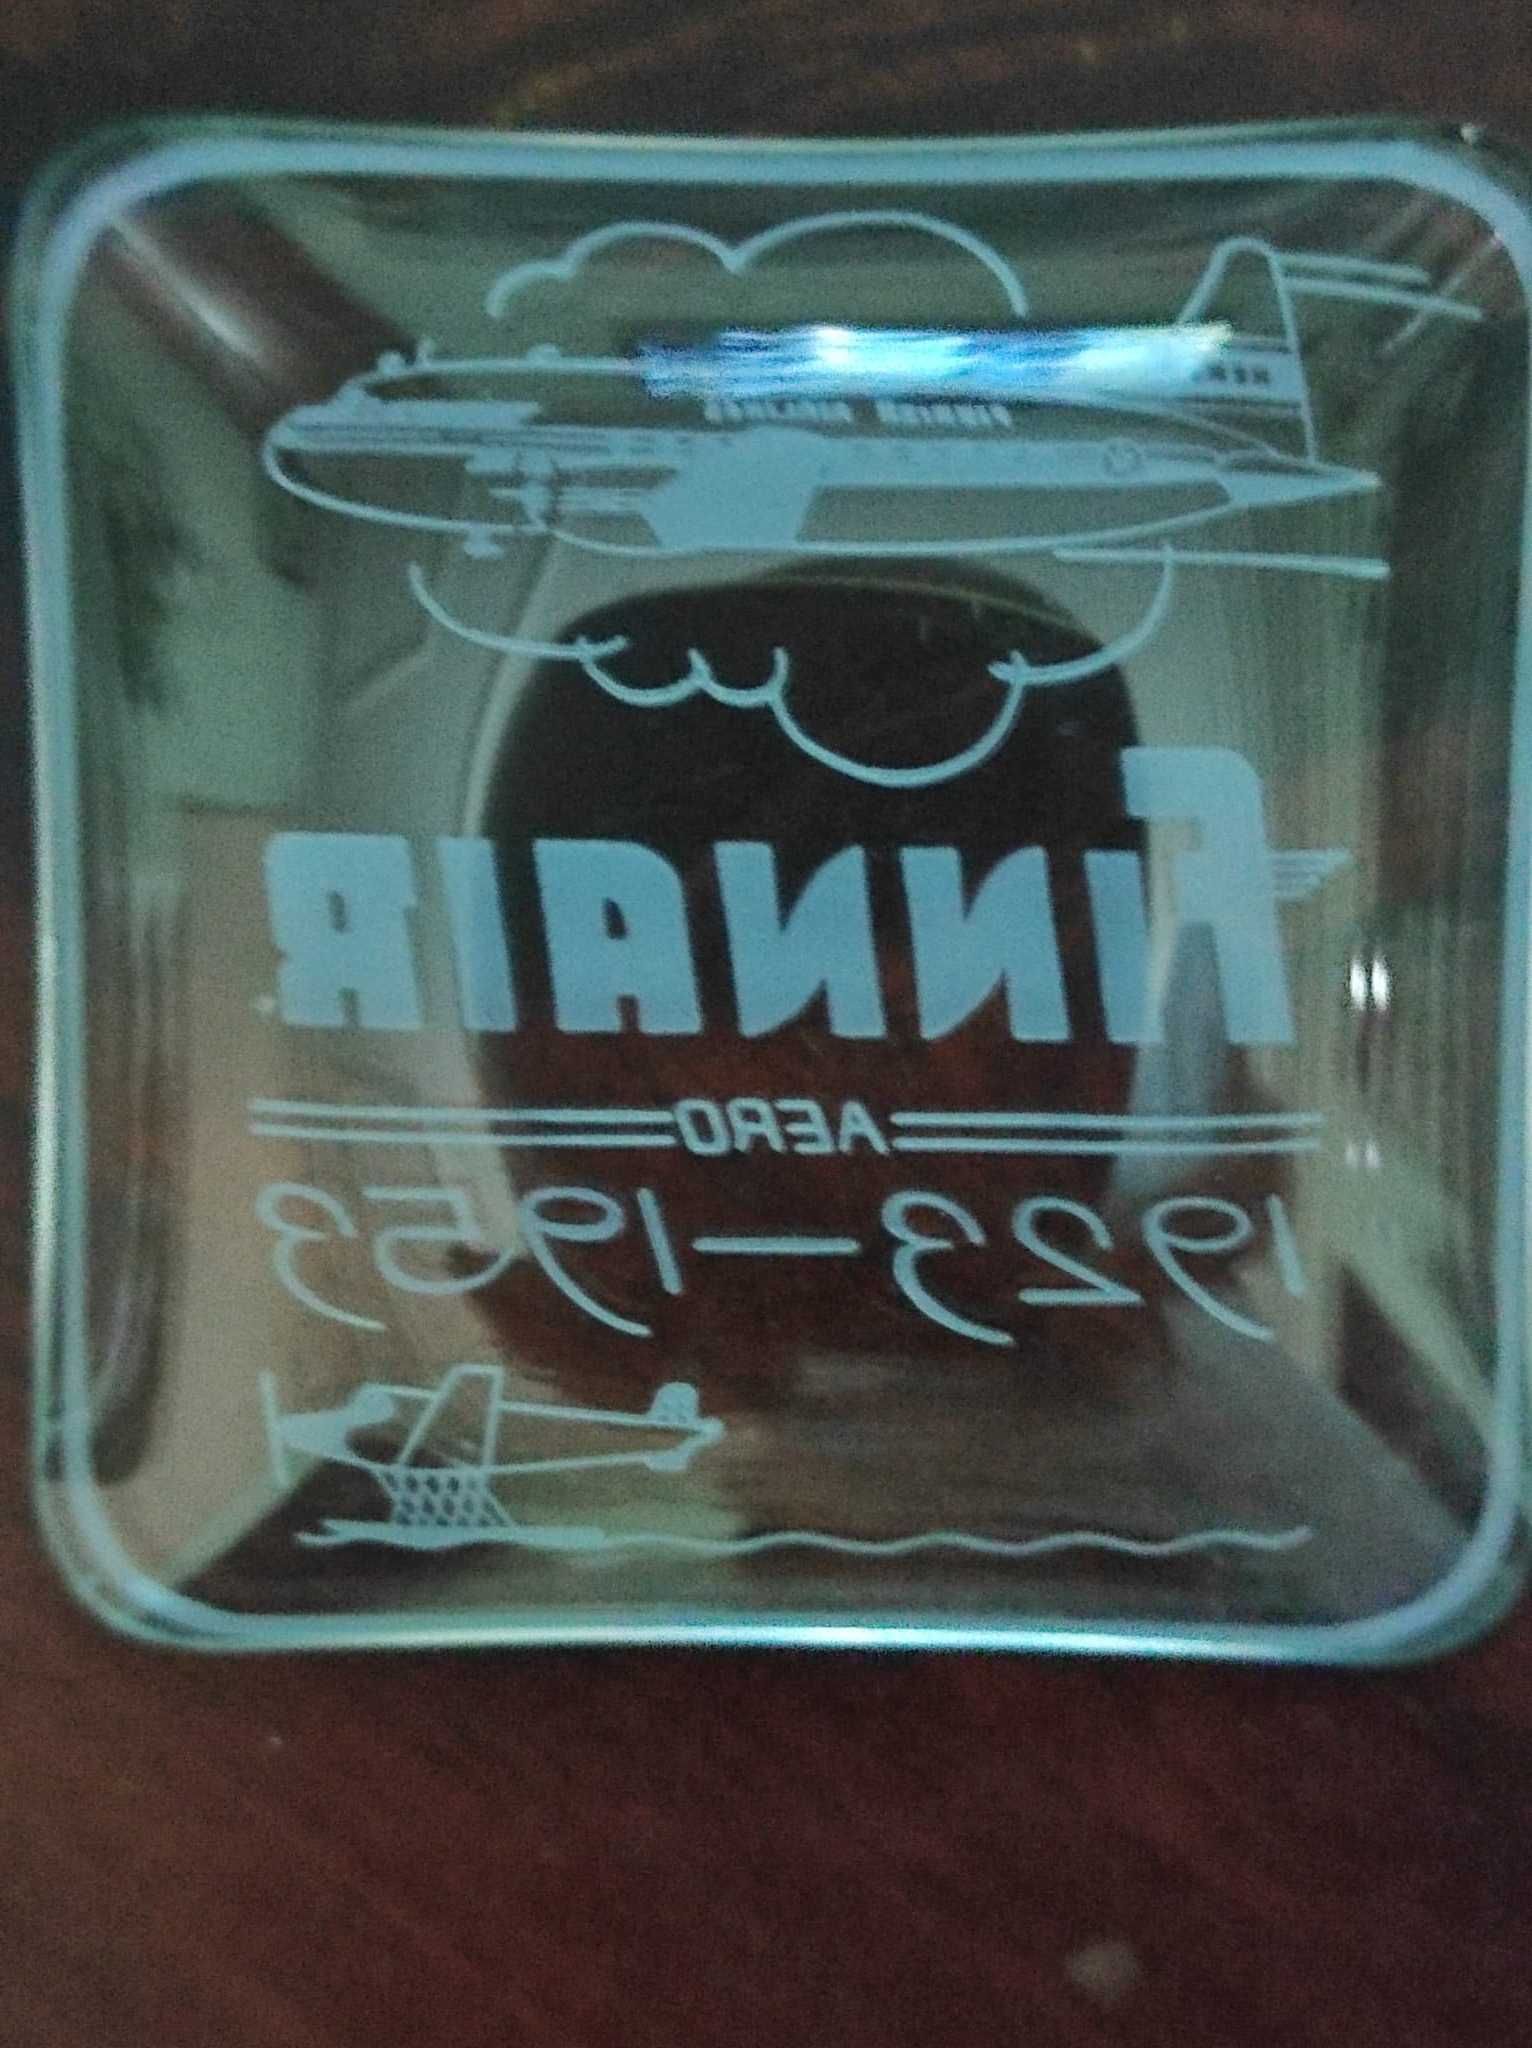 FINNISH AIRLINES
FINNAIR
AERO
1923—1953